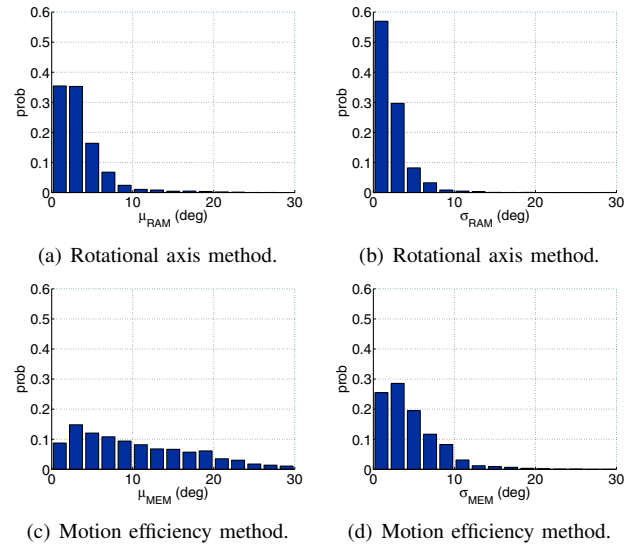 0.6
0.5
0.4
0.3
0.2
0.1
0
prob
0 10 20 30
μRAM (deg)
(a) Rotational axis method.
0.6
0.5
0.4
0.3
0.2
0.1
0
prob
0 10 20 30
σRAM (deg)
(b) Rotational axis method.
0.6
0.5
0.4
0.3
0.2
0.1
0
prob
0 10 20 30
μMEM (deg)
(c) Motion efficiency method.
0.6
0.5
0.4
0.3
0.2
0.1
0
prob
0 10 20 30
σMEM (deg)
(d) Motion efficiency method.